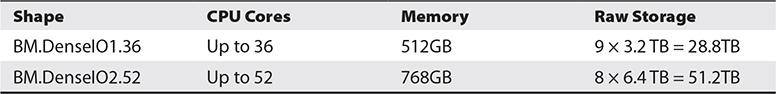 Shape CPU Cores Memory Raw Storage
BM.DenseIO1.36 Up to 36 512GB 9 × 3.2 TB = 28.8TB
BM.DenseIO2.52 Up to 52 768GB 8 × 6.4 TB = 51.2TB